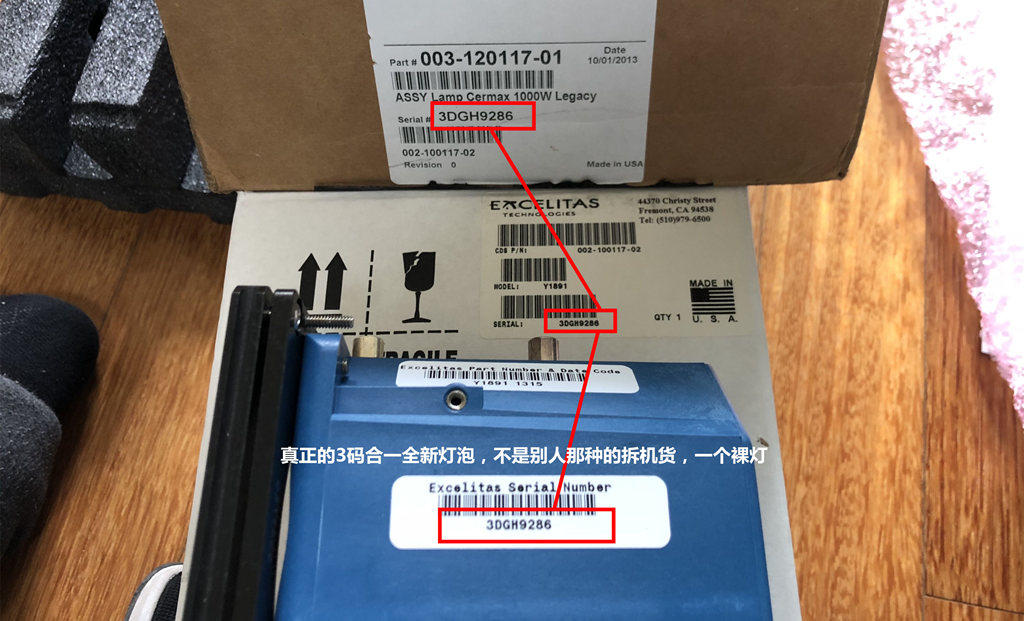 Part # 003-120117-01
Date
10/01/2013
ASSY Lamp Cermax 1000W Legacy
Serial # 3DGH9286
002-100117-02
Revision 0
Made in USA
EXCELITAS
TECHNOLOGIES
44370 Christy Street
Fremont, CA 94538
Tel: (510)979-6500
CDS P/N: 002-100117-02
MODEL: Y1891
SERIAL: 3DGH9286
QTY 1
MADE IN
U. S. A.
FRAGILE
Excelitas Part Number & Date Code
Y1891 1315
真正的3码合一全新灯泡，不是别人那种的拆机货，一个裸灯
Excelitas Serial Number
3DGH9286